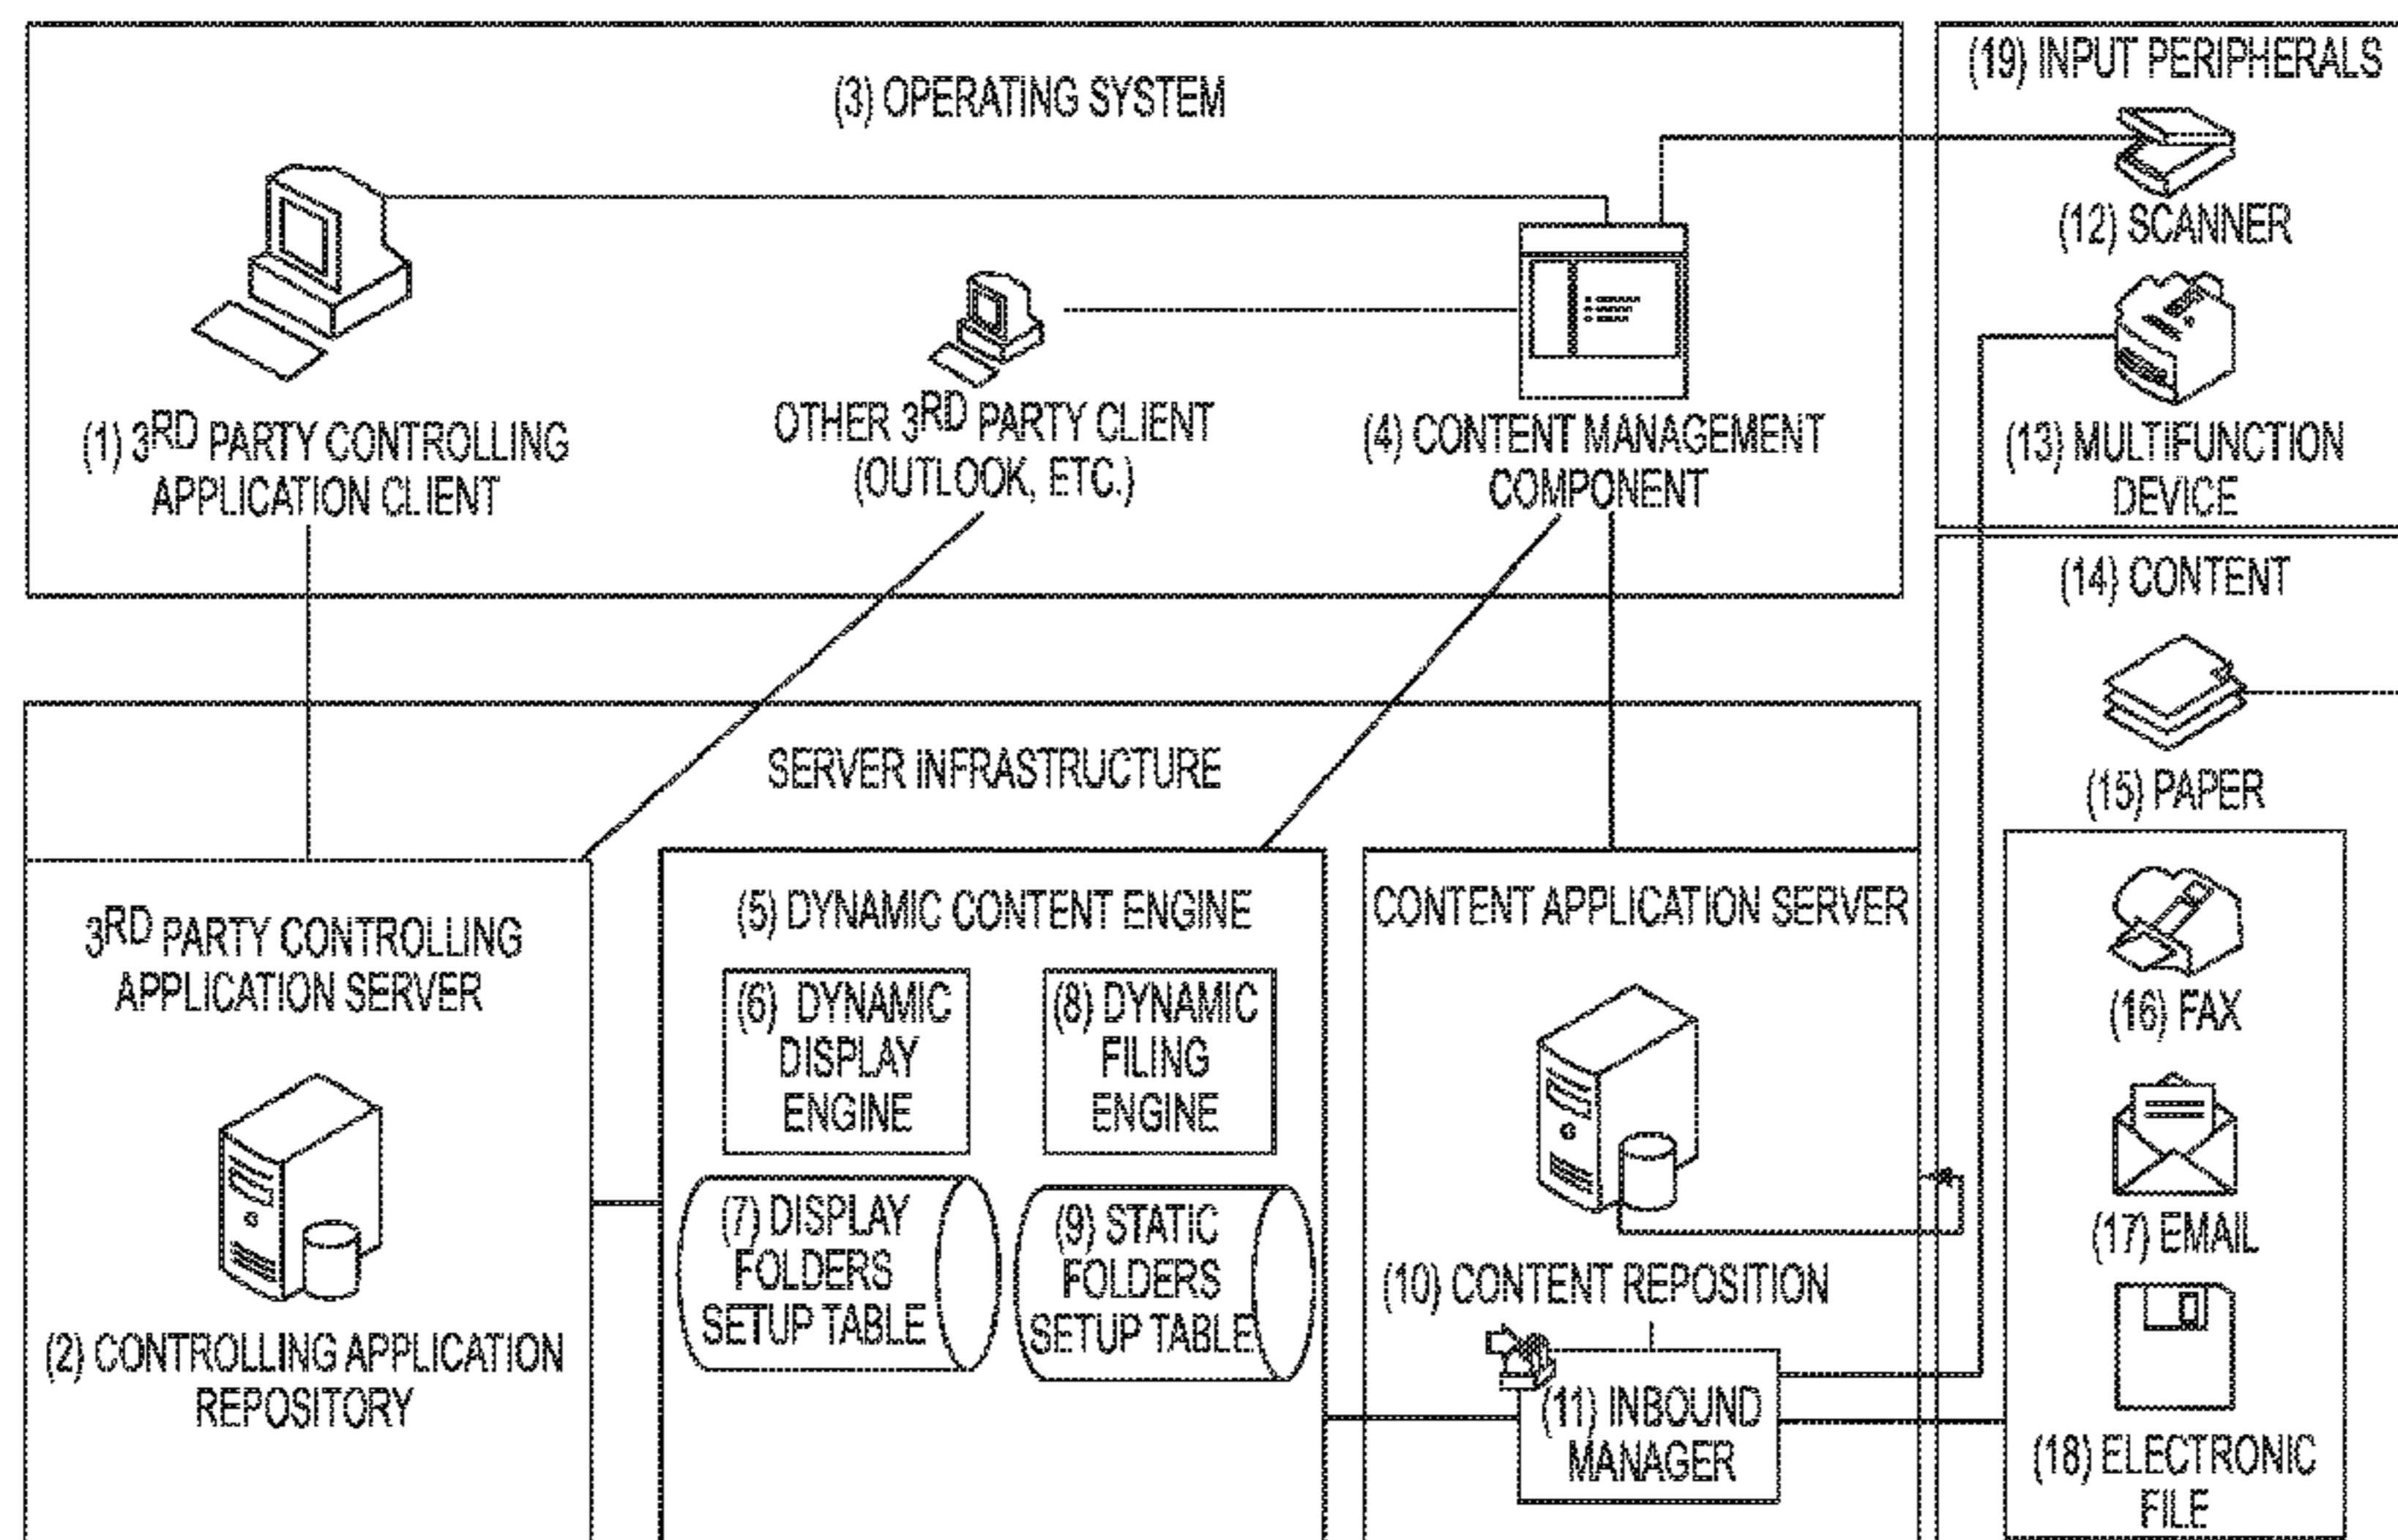 (3) OPERATING SYSTEM
(1) 3RD PARTY CONTROLLING
APPLICATION CLIENT
OTHER 3RD PARTY CLIENT
(OUTLOOK, ETC.)
(4) CONTENT MANAGEMENT
COMPONENT
(19) INPUT PERIPHERALS
(12) SCANNER
(13) MULTIFUNCTION
DEVICE
(14) CONTENT
(15) PAPER
(16) FAX
(17) EMAIL
(18) ELECTRONIC
FILE
SERVER INFRASTRUCTURE
3RD PARTY CONTROLLING
APPLICATION SERVER
(2) CONTROLLING APPLICATION
REPOSITORY
(5) DYNAMIC CONTENT ENGINE
(6) DYNAMIC
DISPLAY
ENGINE
(8) DYNAMIC
FILING
ENGINE
(7) DISPLAY
FOLDERS
SETUP TABLE
(9) STATIC
FOLDERS
SETUP TABLE
CONTENT APPLICATION SERVER
(10) CONTENT REPOSITION
(11) INBOUND
MANAGER